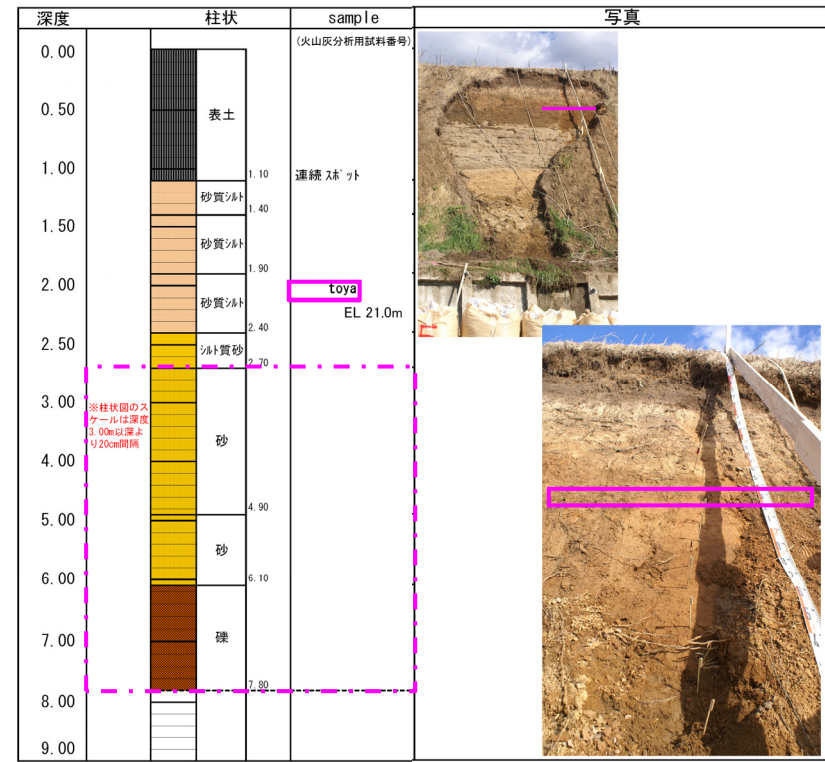 深度 柱状 sample 写真
(火山灰分析用試料番号)
0.00
0.50
表土
1.00
1.10
連続 スポット
砂質シルト
1.40
1.50
砂質シルト
1.90
2.00
toya
砂質シルト
EL 21.0m
2.40
2.50
シルト質砂
2.70
3.00
※柱状図のス
ケールは深度
3.00m以深よ
り20cm間隔
砂
4.00
4.90
5.00
砂
6.00
6.10
7.00
礫
7.80
8.00
9.00